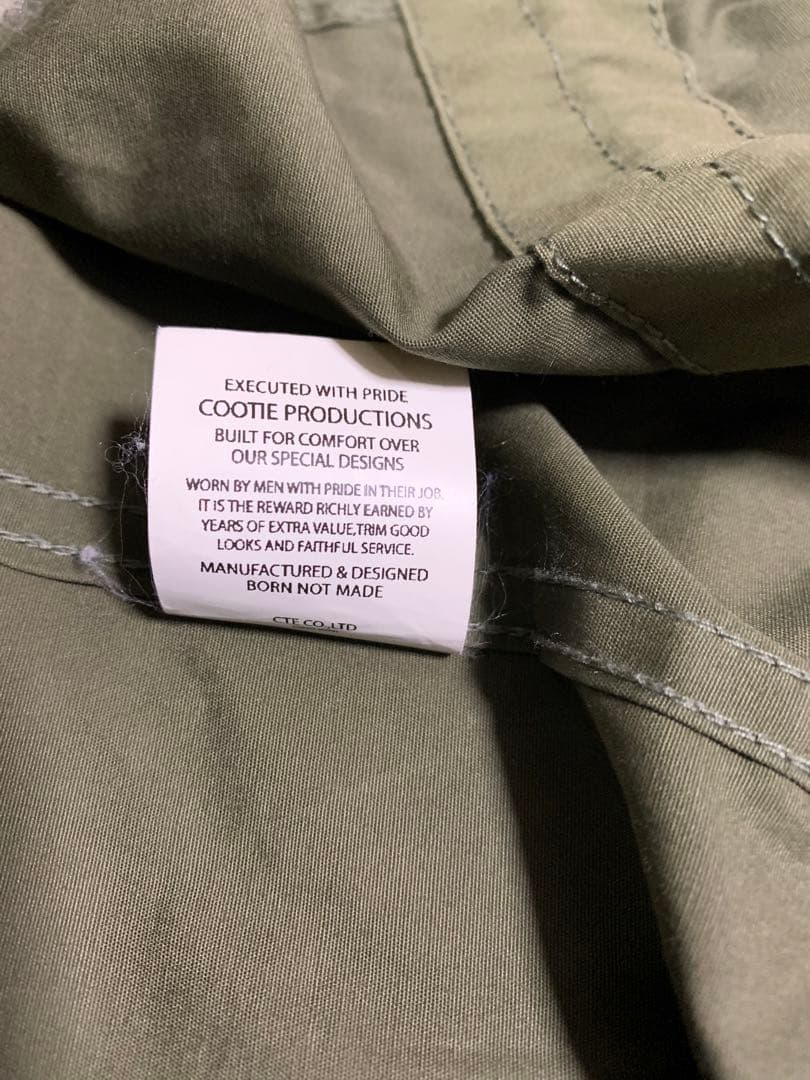 EXECUTED WITH PRIDE
COOTIE PRODUCTIONS
BUILT FOR COMFORT OVER
OUR SPECIAL DESIGNS
WORN BY MEN WITH PRIDE IN THEIR JOB.
IT IS THE REWARD RICHLY EARNED BY
YEARS OF EXTRA VALUE,TRIM GOOD
LOOKS AND FAITHFUL SERVICE.
MANUFACTURED & DESIGNED
BORN NOT MADE
CTE CO.,LTD